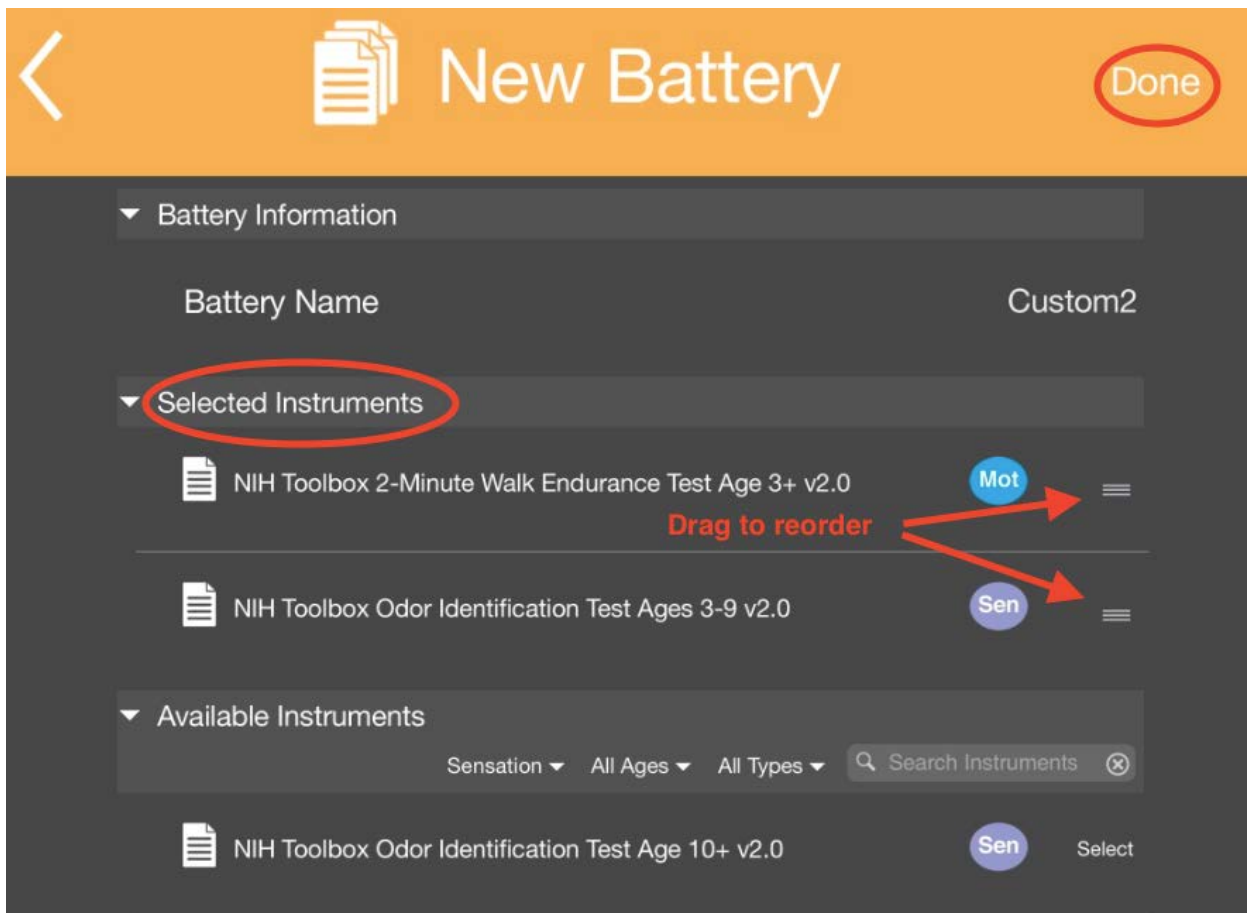 New Battery
Done
Battery Information
Battery Name Custom2
Selected Instruments
NIH Toolbox 2-Minute Walk Endurance Test Age 3+ v2.0 Mot
Drag to reorder
NIH Toolbox Odor Identification Test Ages 3-9 v2.0 Sen
Available Instruments
Sensation All Ages All Types Search Instruments
NIH Toolbox Odor Identification Test Age 10+ v2.0 Sen Select